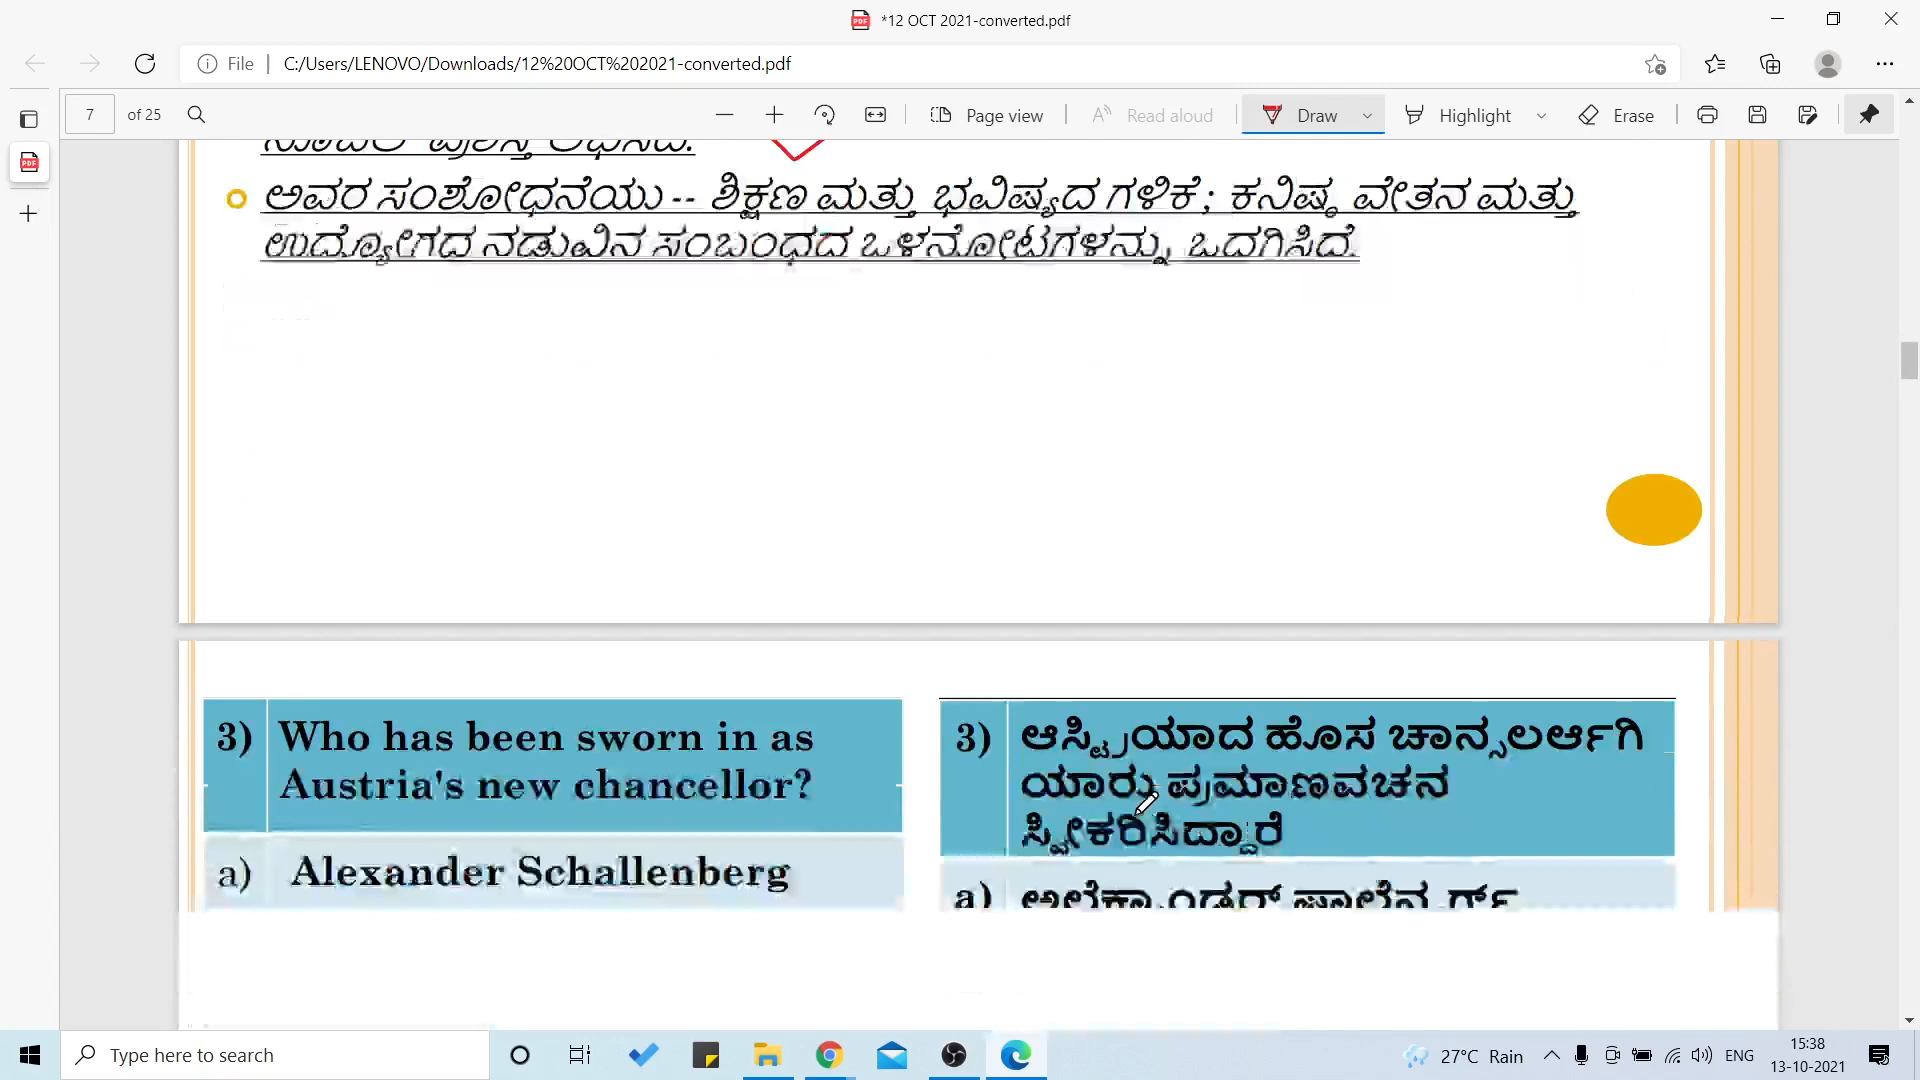 *12 OCT 2021-converted.pdf
File
C:/Users/LENOVO/Downloads/12%20OCT%202021-converted.pdf
7 of 25
Page view
Read aloud
Draw
Highlight
Erase
ಅವರ ಸಂಶೋಧನೆಯು -- ಶಿಕ್ಷಣ ಮತ್ತು ಭವಿಷ್ಯದ ಗಳಿಕೆ; ಕನಿಷ್ಠ ವೇತನ ಮತ್ತು
ಉದ್ಯೋಗದ ನಡುವಿನ ಸಂಬಂಧದ ಒಳನೋಟಗಳನ್ನು ಒದಗಿಸಿದೆ.
3) Who has been sworn in as
Austria's new chancellor?
a) Alexander Schallenberg
3) ಆಸ್ಟ್ರಿಯಾದ ಹೊಸ ಚಾನ್ಸಲರ್ಆಗಿ
ಯಾರು ಪ್ರಮಾಣವಚನ
ಸ್ವೀಕರಿಸಿದ್ದಾರೆ
a)
Type here to search
27°C Rain
ENG
15:38
13-10-2021